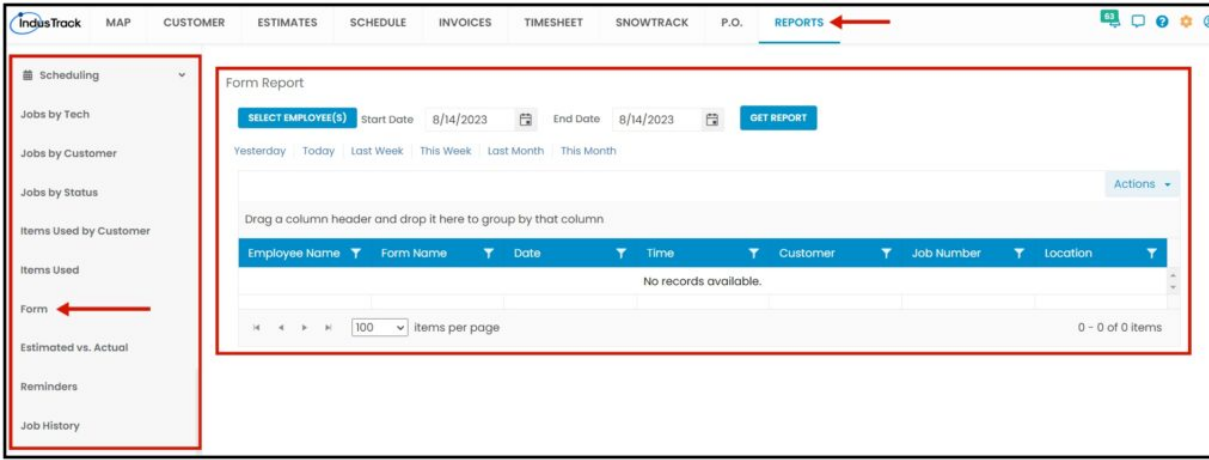 IndusTrack MAP CUSTOMER ESTIMATES SCHEDULE INVOICES TIMESHEET SNOWTRACK P.O. REPORTS 63
Scheduling
Jobs by Tech
Jobs by Customer
Jobs by Status
Items Used by Customer
Items Used
Form
Estimated vs. Actual
Reminders
Job History
Form Report
SELECT EMPLOYEE(S) Start Date 8/14/2023 End Date 8/14/2023 GET REPORT
Yesterday Today Last Week This Week Last Month This Month
Actions
Drag a column header and drop it here to group by that column
Employee Name Form Name Date Time Customer Job Number Location
No records available.
100 items per page 0 - 0 of 0 items